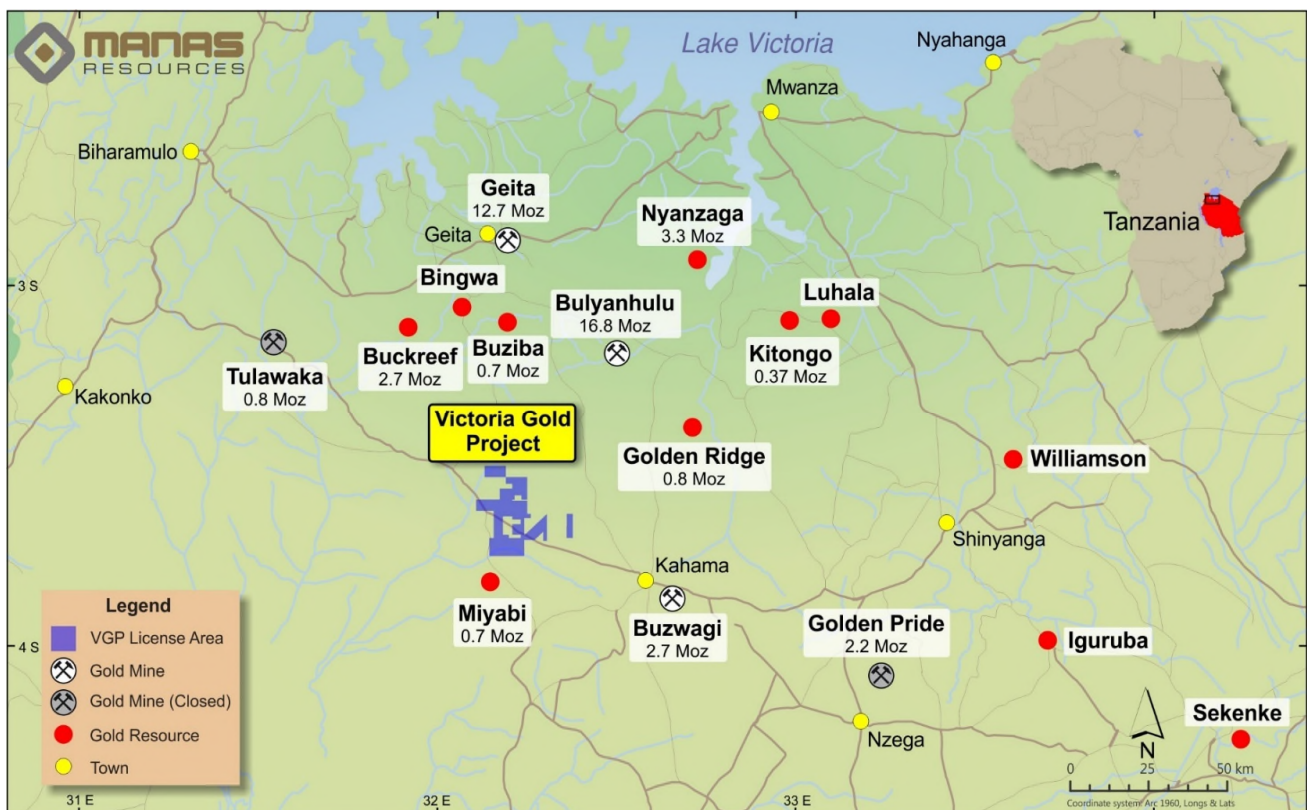 MANAS
RESOURCES
Lake Victoria
Nyahanga
Mwanza
Biharamulo
Tanzania
Geita
12.7 Moz
Geita
Nyanzaga
3.3 Moz
3 S
Bingwa
Bulyanhulu
16.8 Moz
Luhala
Buckreef
2.7 Moz
Buziba
0.7 Moz
Kitongo
0.37 Moz
Tulawaka
0.8 Moz
Kakonko
Victoria Gold
Project
Golden Ridge
0.8 Moz
Williamson
Shinyanga
Kahama
Miyabi
0.7 Moz
Buzwagi
2.7 Moz
Golden Pride
2.2 Moz
Iguruba
4 S
Sekenke
Nzega
Legend
VGP License Area
Gold Mine
Gold Mine (Closed)
Gold Resource
Town
N
0 25 50 km
Coordinate system: Arc 1960, Longs & Lats
31 E
32 E
33 E